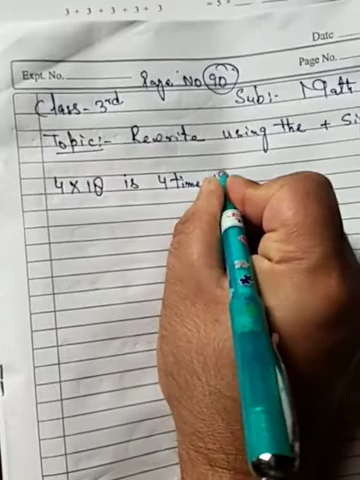 3 + 3 + 3 + 3 + 3 = 5 ×
Date
Expt. No. Page No 90 Page No.
Class- 3rd Sub:- Math
Topic:- Rewrite using the + Si
4 × 10 is 4 time